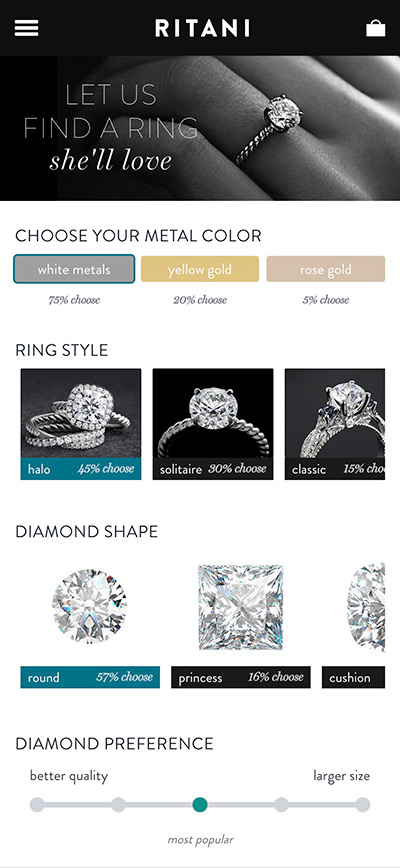 RITANI
LET US
FIND A RING
she'll love
CHOOSE YOUR METAL COLOR
white metals
yellow gold
rose gold
75% choose
20% choose
5% choose
RING STYLE
halo 45% choose
solitaire 30% choose
classic 15% choo
DIAMOND SHAPE
round 57% choose
princess 16% choose
cushion
DIAMOND PREFERENCE
better quality
larger size
most popular